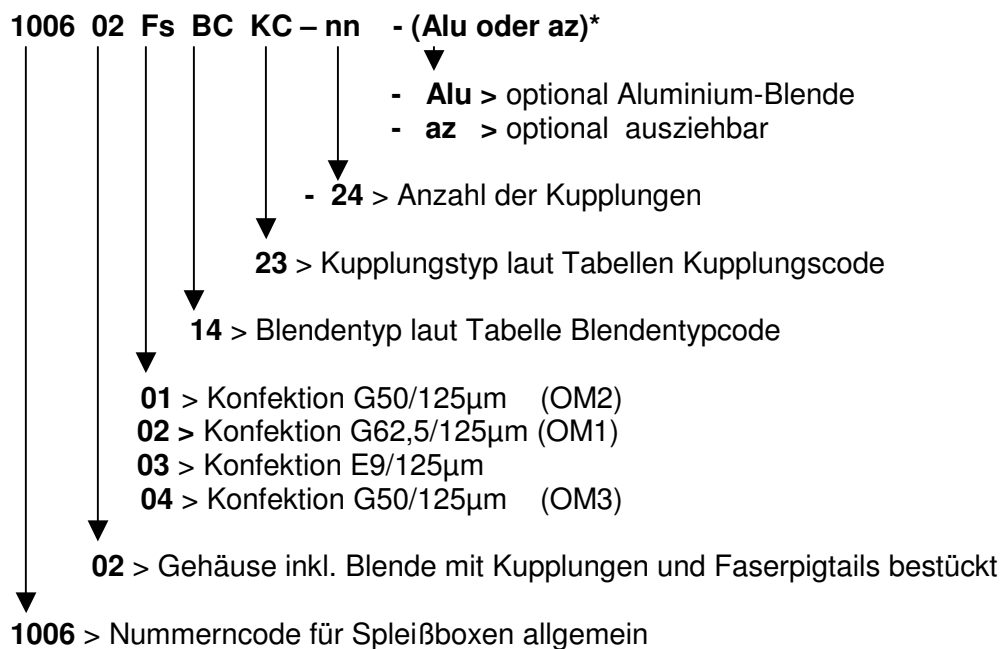 1006 02 Fs BC KC – nn - (Alu oder az)*
- Alu > optional Aluminium-Blende
- az > optional ausziehbar
- 24 > Anzahl der Kupplungen
23 > Kupplungstyp laut Tabellen Kupplungscode
14 > Blendentyp laut Tabelle Blendentypcode
01 > Konfektion G50/125µm (OM2)
02 > Konfektion G62,5/125µm (OM1)
03 > Konfektion E9/125µm
04 > Konfektion G50/125µm (OM3)
02 > Gehäuse inkl. Blende mit Kupplungen und Faserpigtails bestückt
1006 > Nummerncode für Spleißboxen allgemein